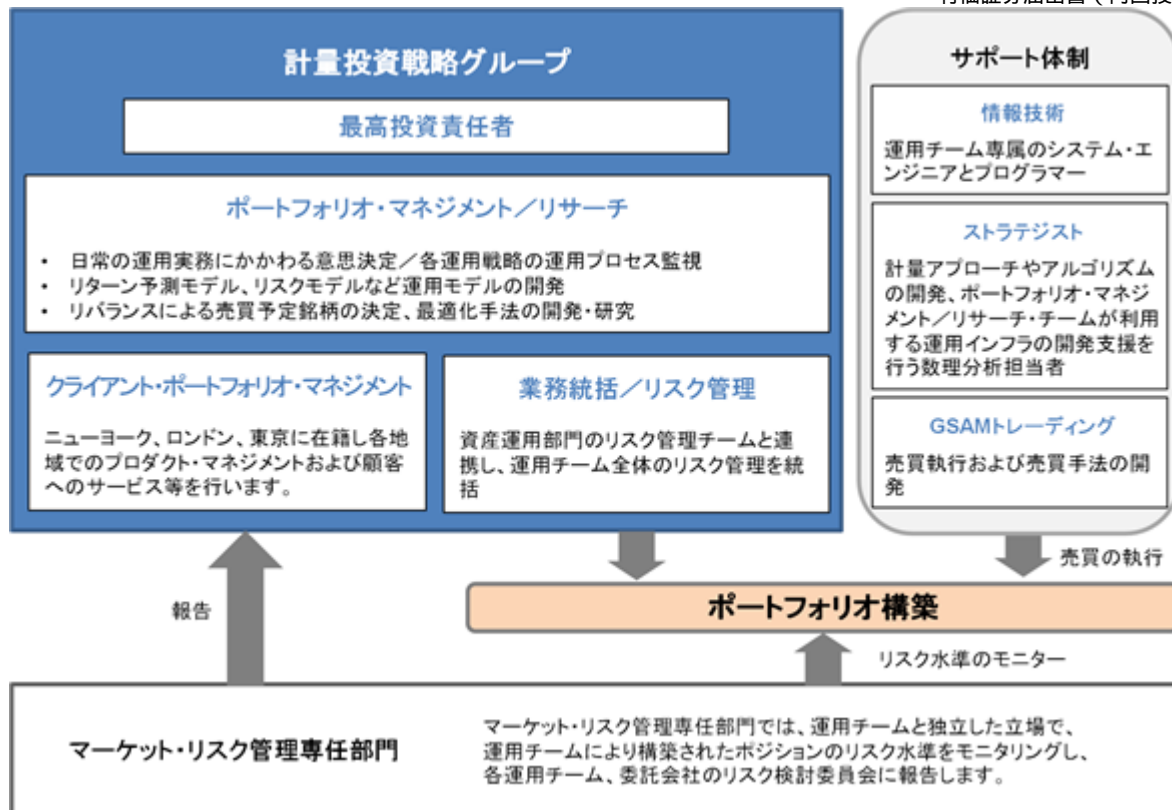 計量投資戦略グループ
最高投資責任者
ポートフォリオ・マネジメント／リサーチ
• 日常の運用実務にかかわる意思決定／各運用戦略の運用プロセス監視
• リターン予測モデル、リスクモデルなど運用モデルの開発
• リバランスによる売買予定銘柄の決定、最適化手法の開発・研究
クライアント・ポートフォリオ・マネジメント
ニューヨーク、ロンドン、東京に在籍し各地
域でのプロダクト・マネジメントおよび顧客
へのサービス等を行います。
業務統括／リスク管理
資産運用部門のリスク管理チームと連
携し、運用チーム全体のリスク管理を統
括
サポート体制
情報技術
運用チーム専属のシステム・エ
ンジニアとプログラマー
ストラテジスト
計量アプローチやアルゴリズム
の開発、ポートフォリオ・マネジ
メント／リサーチ・チームが利用
する運用インフラの開発支援を
行う数理分析担当者
GSAMトレーディング
売買執行および売買手法の開
発
売買の執行
報告
ポートフォリオ構築
リスク水準のモニター
マーケット・リスク管理専任部門
マーケット・リスク管理専任部門では、運用チームと独立した立場で、
運用チームにより構築されたポジションのリスク水準をモニタリングし、
各運用チーム、委託会社のリスク検討委員会に報告します。